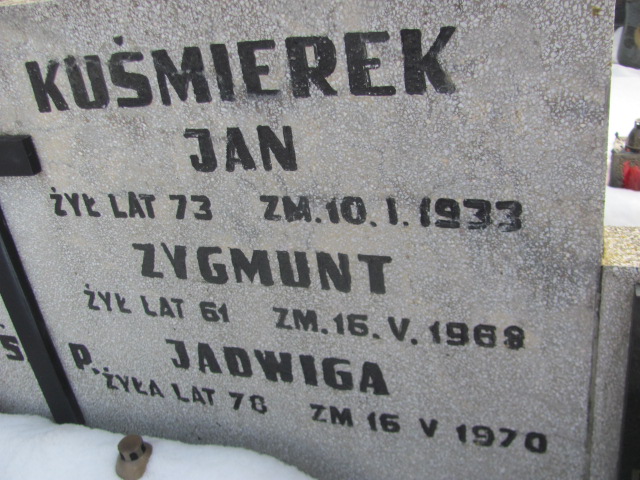 KUŚMIEREK
JAN
ŻYŁ LAT 73 ZM. 10. I. 1933
ZYGMUNT
ŻYŁ LAT 61 ZM. 16. V. 1968
Ś P. JADWIGA
ŻYŁA LAT 78 ZM 16 V 1970